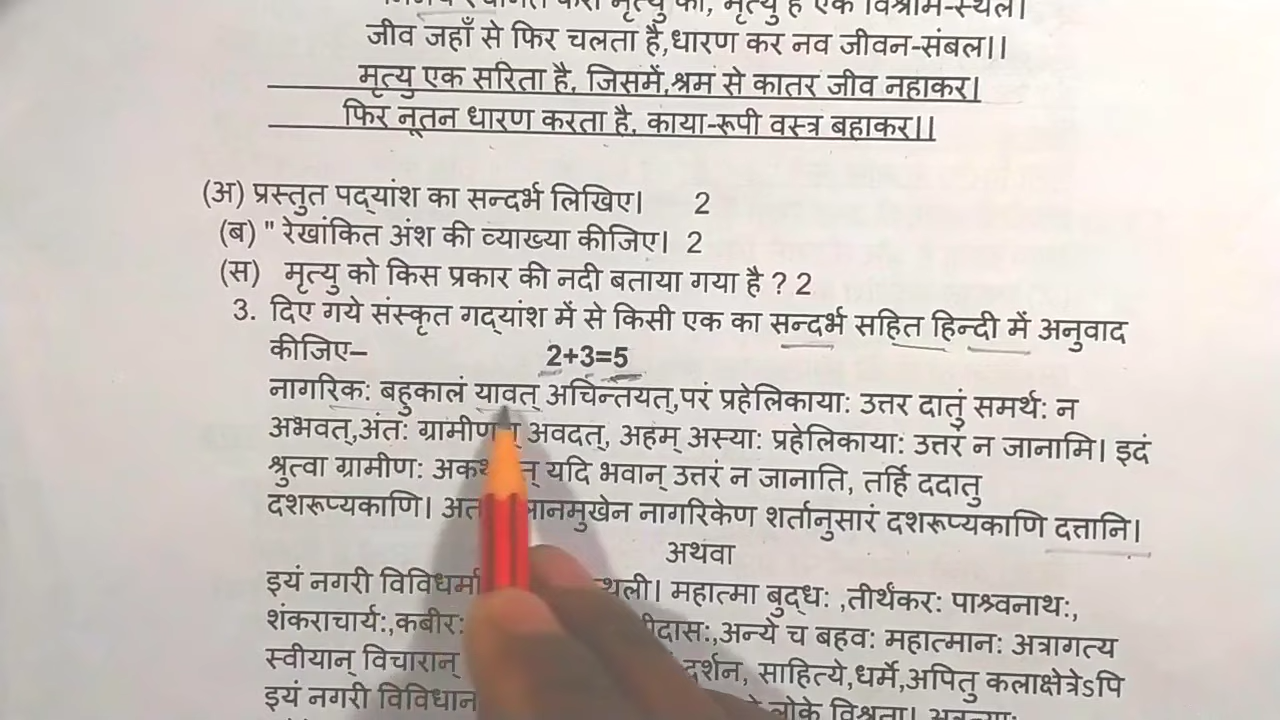 मृत्यु है एक विश्राम-स्थल।
जीव जहाँ से फिर चलता है,धारण कर नव जीवन-संबल।।
मृत्यु एक सरिता है, जिसमें,श्रम से कातर जीव नहाकर।
फिर नूतन धारण करता है, काया-रूपी वस्त्र बहाकर।।
(अ) प्रस्तुत पद्यांश का सन्दर्भ लिखिए। 2
(ब) " रेखांकित अंश की व्याख्या कीजिए। 2
(स) मृत्यु को किस प्रकार की नदी बताया गया है ? 2
3. दिए गये संस्कृत गद्यांश में से किसी एक का सन्दर्भ सहित हिन्दी में अनुवाद
कीजिए– 2+3=5
नागरिक: बहुकालं यावत् अचिन्तयत्,परं प्रहेलिकाया: उत्तर दातुं समर्थ: न
अभवत्,अंत: अवदत्, अहम् अस्या: प्रहेलिकाया: उत्तरं न जानामि। इदं
श्रुत्वा ग्रामीण: यदि भवान् उत्तरं न जानाति, तर्हि ददातु
दशरूप्यकाणि। नागरिकेण शर्तानुसारं दशरूप्यकाणि दत्तानि।
अथवा
इयं नगरी महात्मा बुद्ध: ,तीर्थंकर: पाश्र्वनाथ:,
शंकराचार्य:,कबीर: अन्ये च बहव: महात्मान: अत्रागत्य
स्वीयान् विचारान् दर्शन, साहित्ये,धर्मे,अपितु कलाक्षेत्रेऽपि
इयं नगरी लोके विश्रुता।